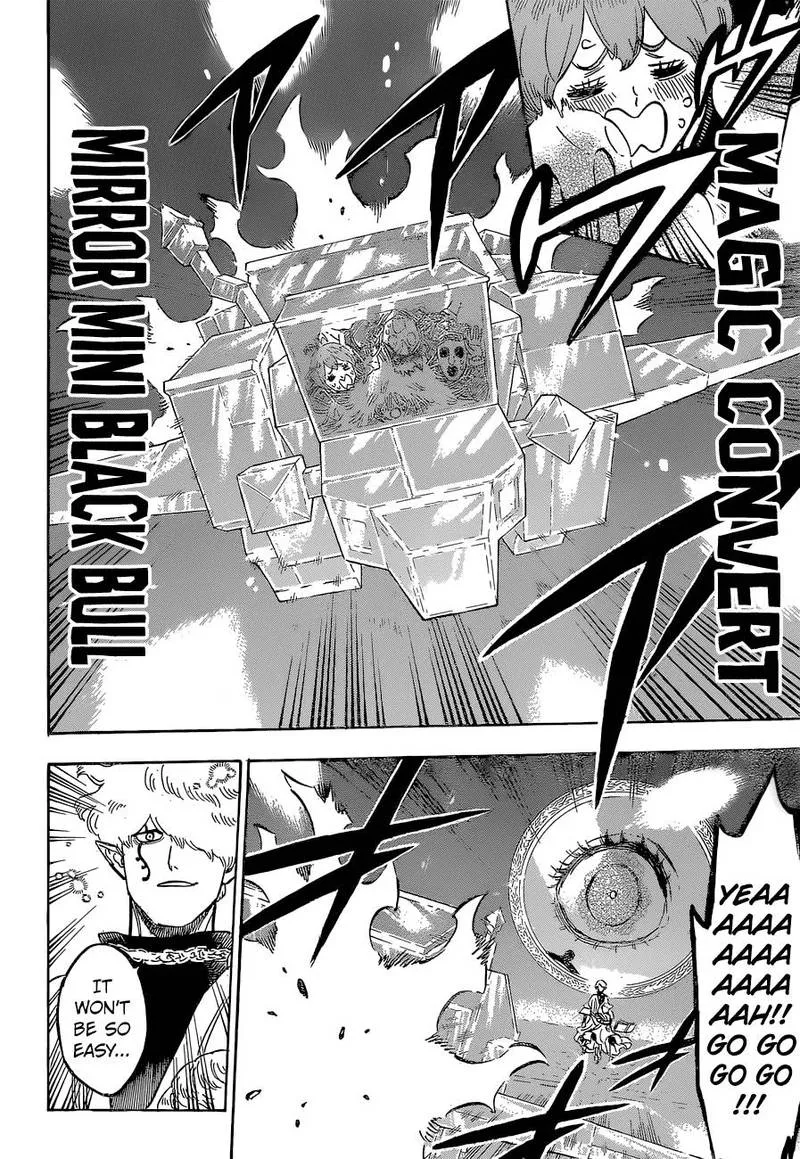 MAGIC CONVERT
MIRROR MINI BLACK BULL
YEAA
AAAA
AAAA
AAAA
AAH!!
GO GO
GO GO
!!!
IT
WON'T
BE SO
EASY...